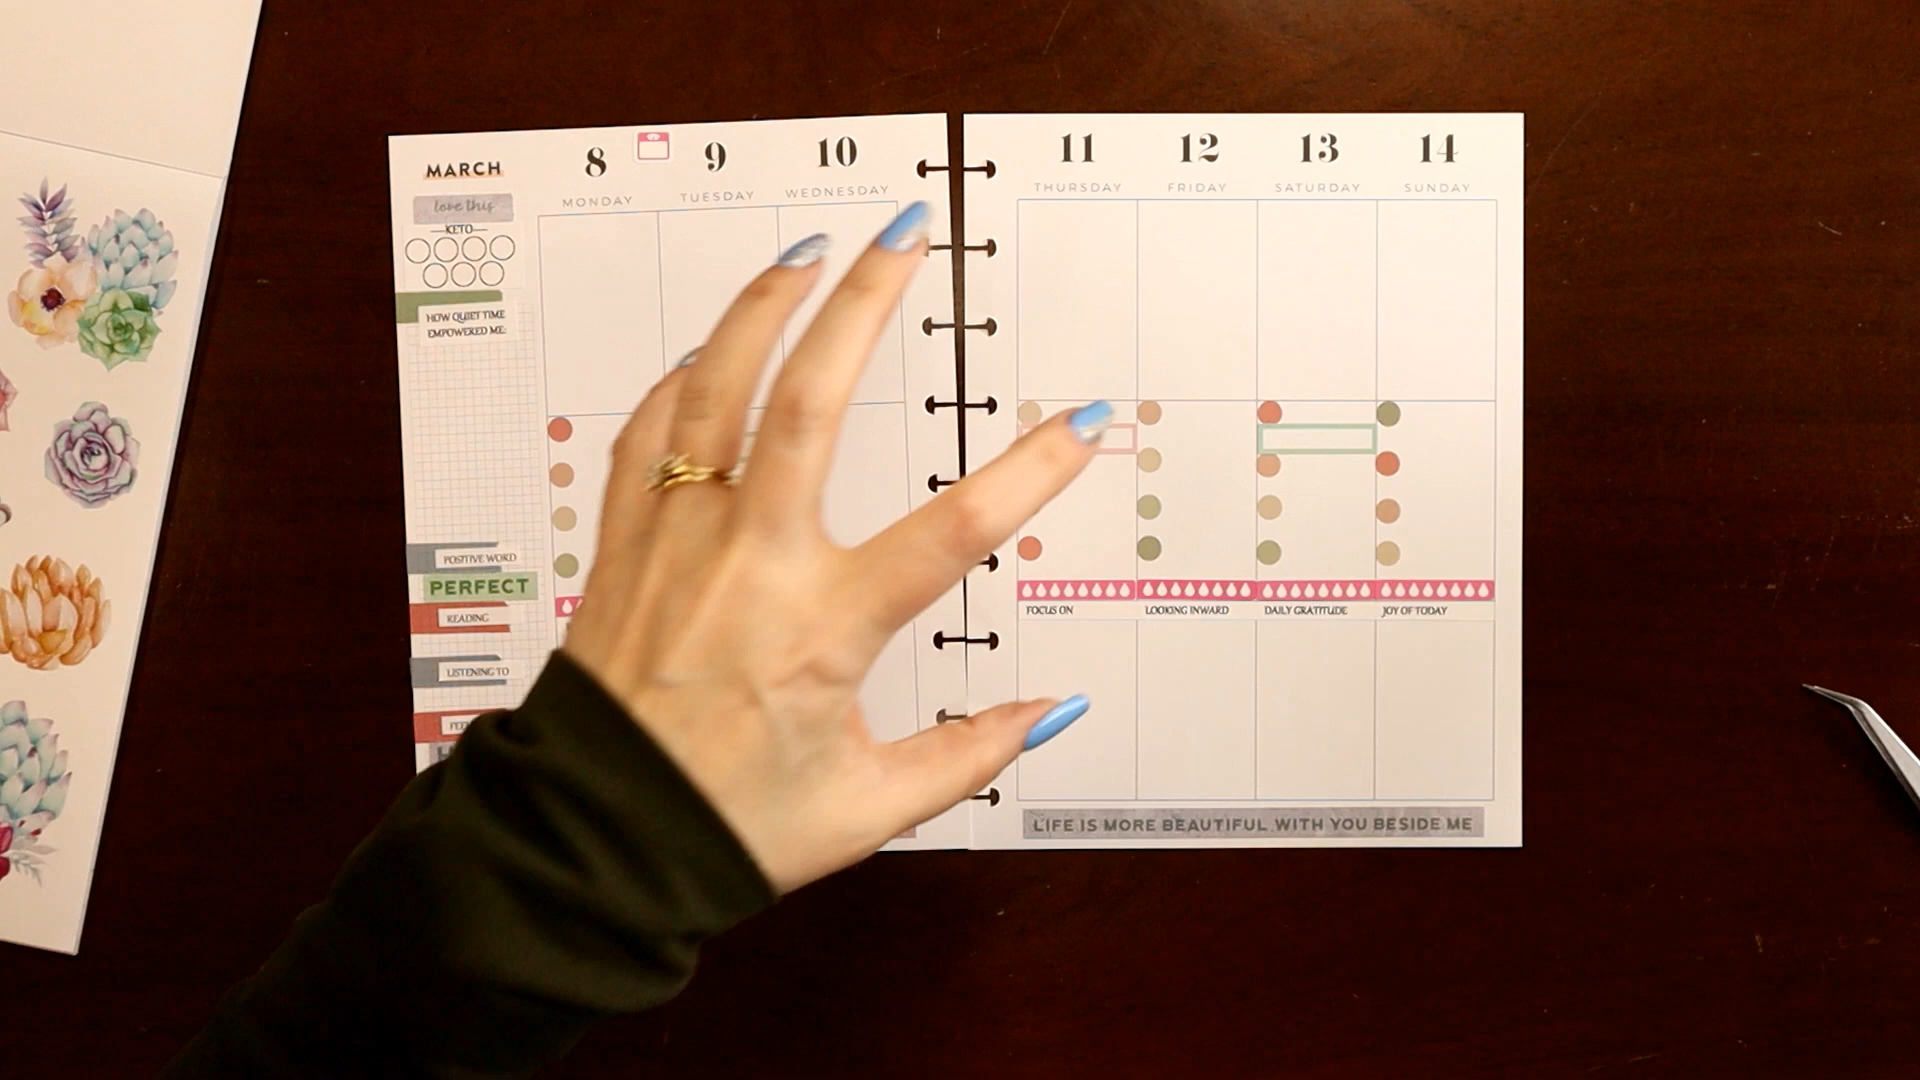 MARCH
8
9
10
11
12
13
14
MONDAY
TUESDAY
WEDNESDAY
THURSDAY
FRIDAY
SATURDAY
SUNDAY
love this
KETO
HOW QUIET TIME
EMPOWERED ME:
POSITIVE WORD
PERFECT
READING
LISTENING TO
FOCUS ON
LOOKING INWARD
DAILY GRATITUDE
JOY OF TODAY
LIFE IS MORE BEAUTIFUL WITH YOU BESIDE ME